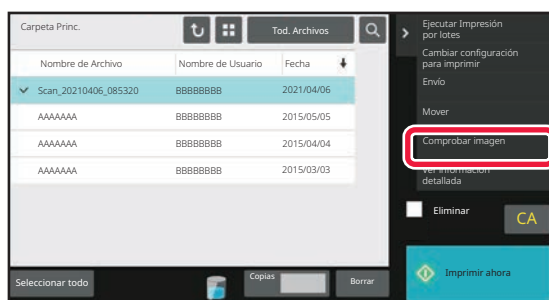 Carpeta Princ.
Tod. Archivos
Nombre de Archivo Nombre de Usuario Fecha
Scan_20210406_085320 BBBBBBBB 2021/04/06
AAAAAAA BBBBBBBB 2015/05/05
AAAAAAA BBBBBBBB 2015/04/04
AAAAAAA BBBBBBBB 2015/03/03
Seleccionar todo
Copias
Borrar
Ejecutar Impresión
por lotes
Cambiar configuración
para imprimir
Envío
Mover
Comprobar imagen
Ver información
detallada
Eliminar
CA
Imprimir ahora